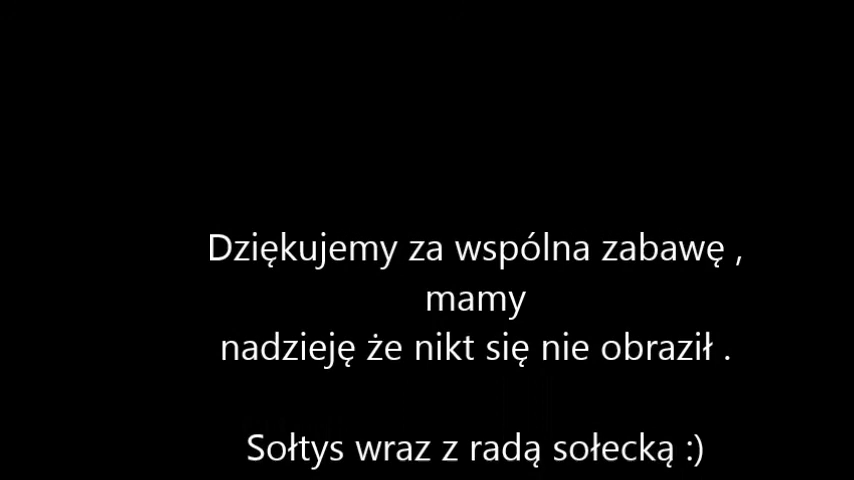 Dziękujemy za wspólna zabawę ,
mamy
nadzieję że nikt się nie obraził .
Sołtys wraz z radą sołecką :)